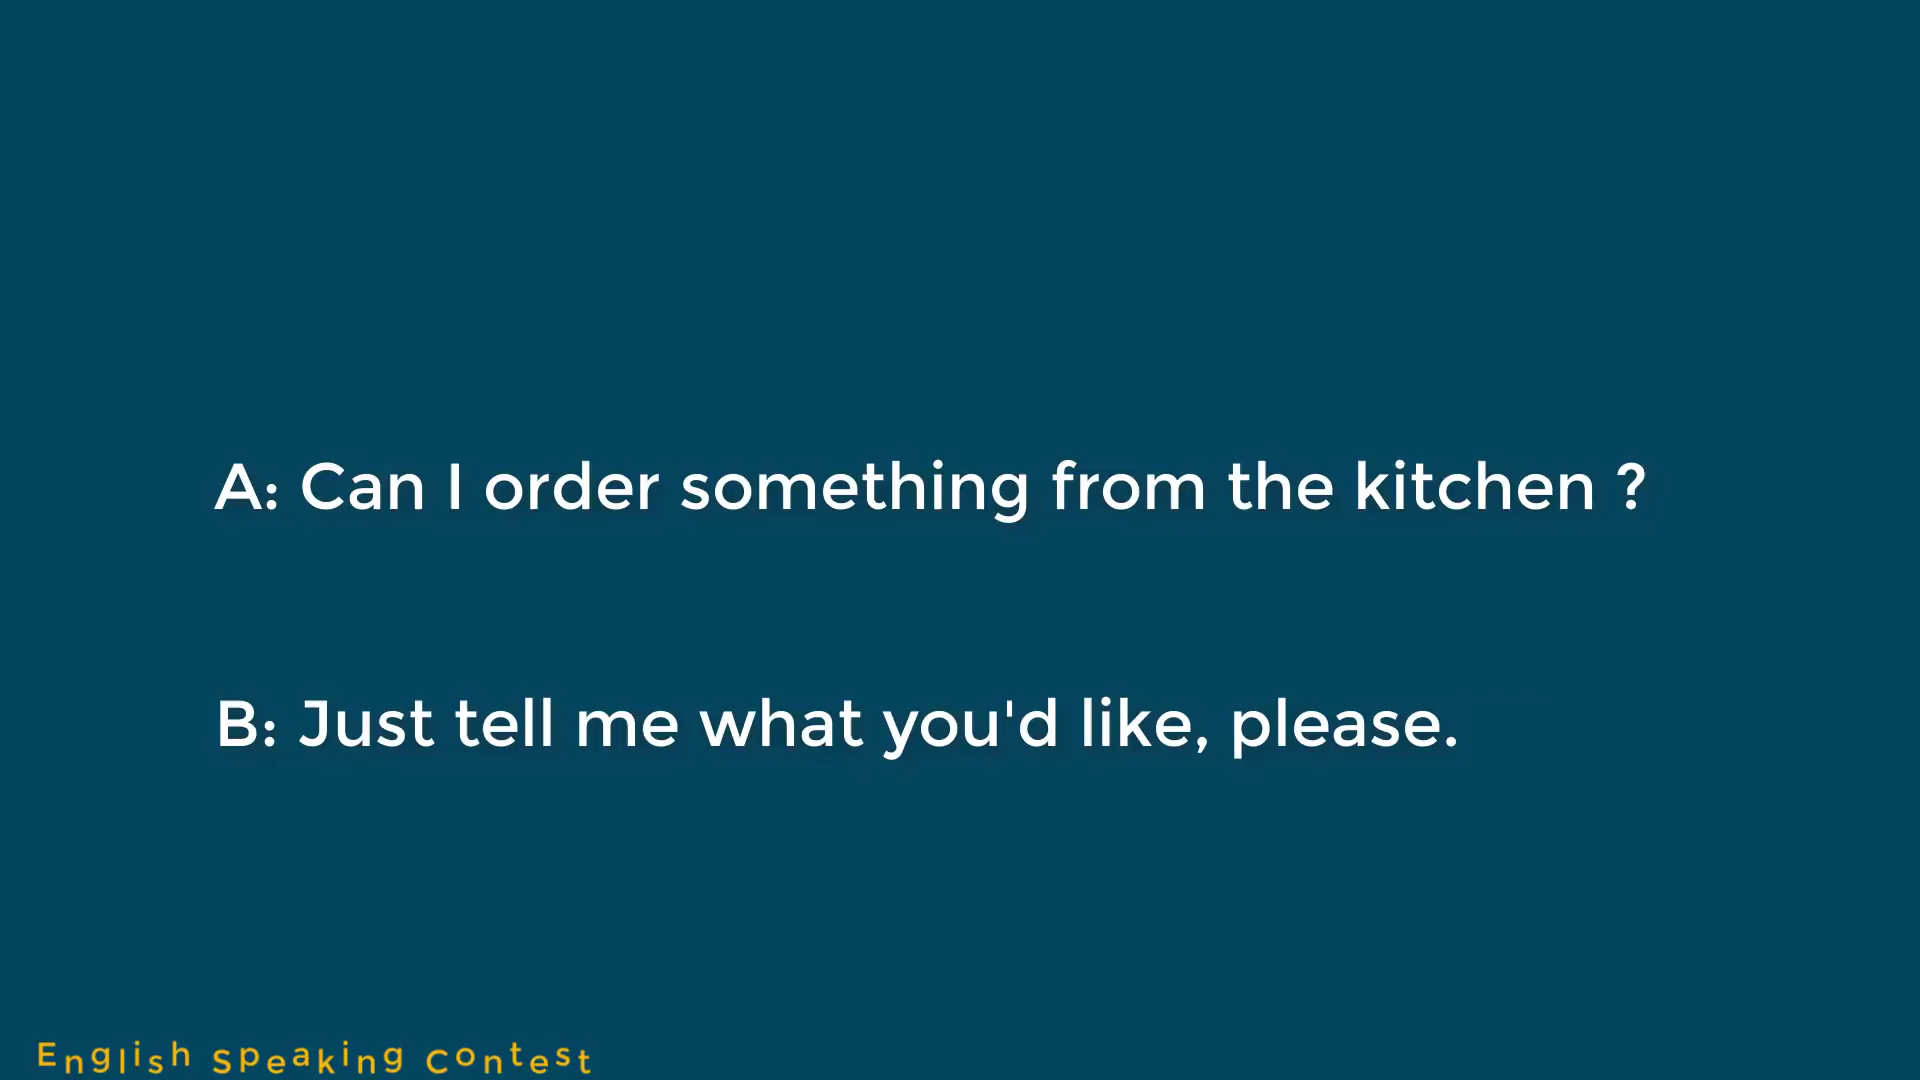 A: Can I order something from the kitchen ?
B: Just tell me what you'd like, please.
English Speaking Contest